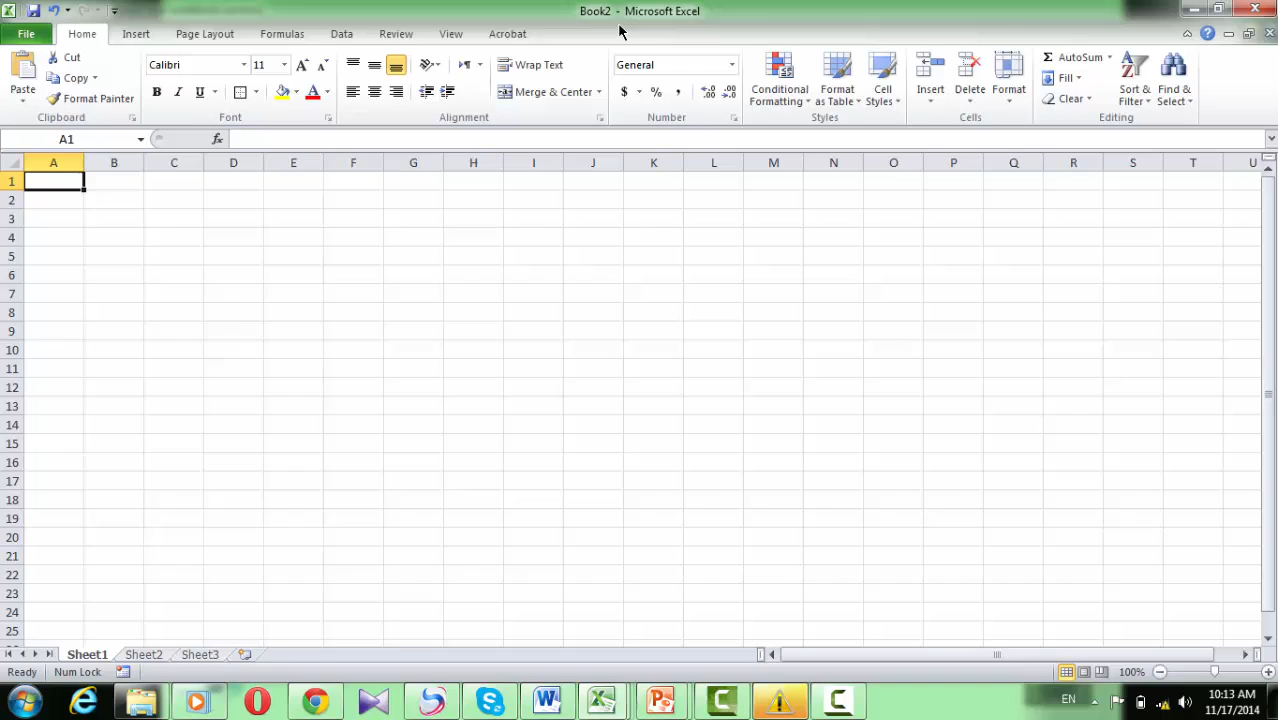 Book2 - Microsoft Excel
File Home Insert Page Layout Formulas Data Review View Acrobat
Paste
Cut
Copy
Format Painter
Clipboard
Calibri 11
B I U A
Font
Wrap Text
Merge & Center
Alignment
General
$ % ,
Number
Conditional Formatting
Format as Table
Cell Styles
Styles
Insert Delete Format
Cells
Σ AutoSum
Fill
Clear
Sort & Filter
Find & Select
Editing
A1 fx
A B C D E F G H I J K L M N O P Q R S T U
1
2
3
4
5
6
7
8
9
10
11
12
13
14
15
16
17
18
19
20
21
22
23
24
25
Sheet1 Sheet2 Sheet3
Ready Num Lock 100%
EN 10:13 AM
11/17/2014